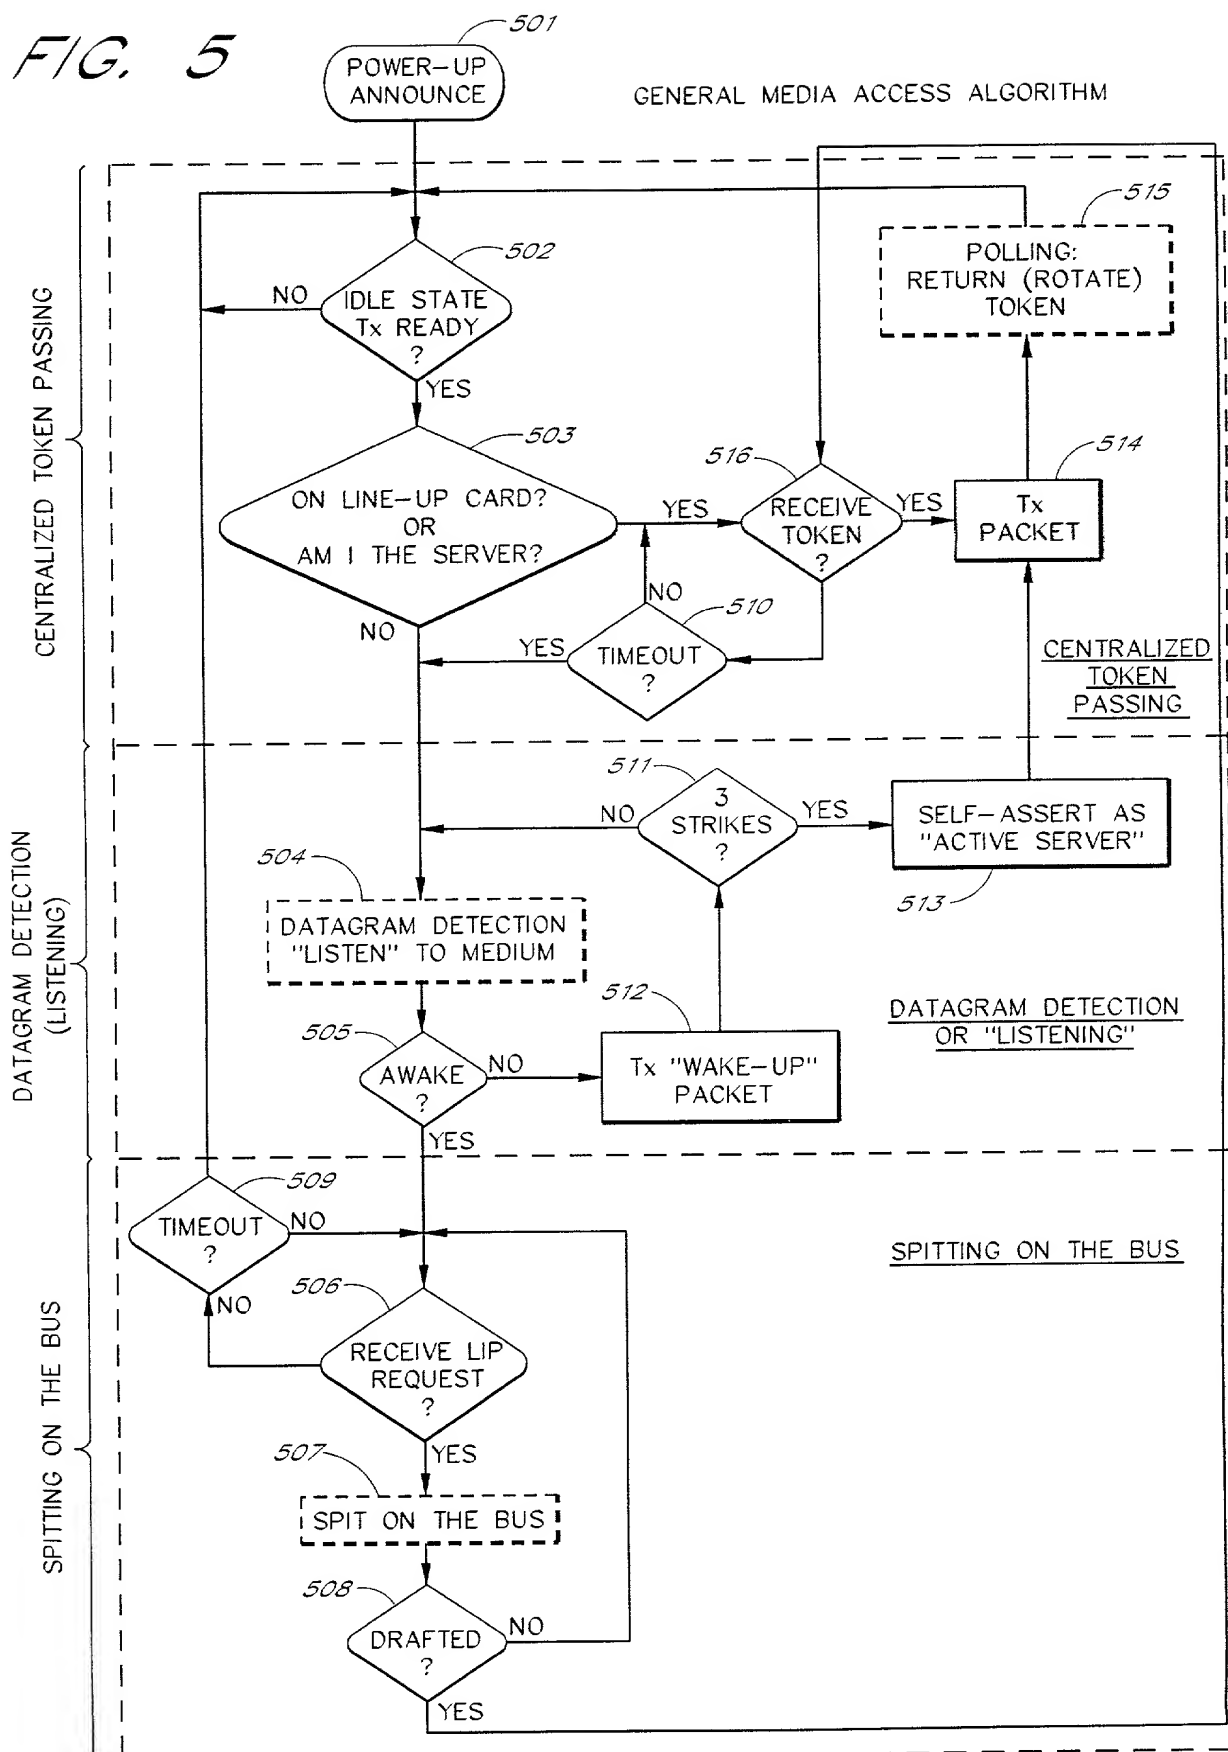 FIG. 5
501
POWER-UP
ANNOUNCE
GENERAL MEDIA ACCESS ALGORITHM
CENTRALIZED TOKEN PASSING
502
NO
IDLE STATE
Tx READY
?
YES
515
POLLING:
RETURN (ROTATE)
TOKEN
503
ON LINE-UP CARD?
OR
AM I THE SERVER?
YES
NO
516
RECEIVE
TOKEN
?
YES
514
Tx
PACKET
NO
510
YES
TIMEOUT
?
CENTRALIZED
TOKEN
PASSING
DATAGRAM DETECTION
(LISTENING)
511
3
STRIKES
?
NO
YES
SELF-ASSERT AS
"ACTIVE SERVER"
513
504
DATAGRAM DETECTION
"LISTEN" TO MEDIUM
505
AWAKE
?
NO
YES
512
Tx "WAKE-UP"
PACKET
DATAGRAM DETECTION
OR "LISTENING"
SPITTING ON THE BUS
509
TIMEOUT
?
NO
NO
SPITTING ON THE BUS
506
RECEIVE LIP
REQUEST
?
YES
507
SPIT ON THE BUS
508
DRAFTED
?
NO
YES